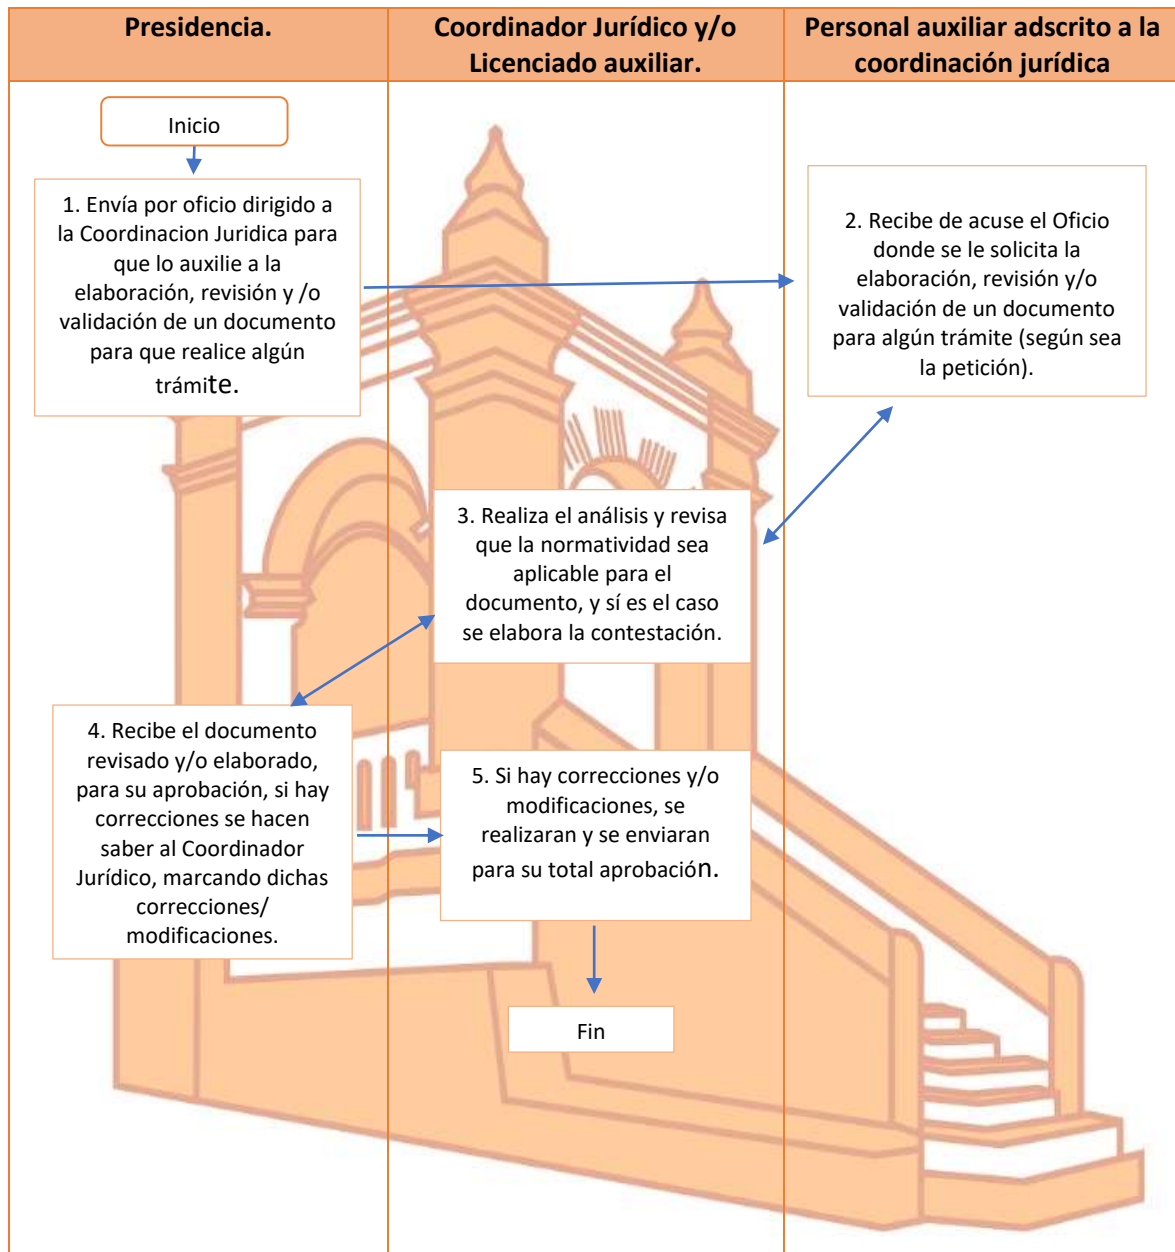 Presidencia.
Coordinador Jurídico y/o
Licenciado auxiliar.
Personal auxiliar adscrito a la
coordinación jurídica
Inicio
1. Envía por oficio dirigido a
la Coordinacion Juridica para
que lo auxilie a la
elaboración, revisión y /o
validación de un documento
para que realice algún
trámite.
2. Recibe de acuse el Oficio
donde se le solicita la
elaboración, revisión y/o
validación de un documento
para algún trámite (según sea
la petición).
3. Realiza el análisis y revisa
que la normatividad sea
aplicable para el
documento, y sí es el caso
se elabora la contestación.
4. Recibe el documento
revisado y/o elaborado,
para su aprobación, si hay
correcciones se hacen
saber al Coordinador
Jurídico, marcando dichas
correcciones/
modificaciones.
5. Si hay correcciones y/o
modificaciones, se
realizaran y se enviaran
para su total aprobación.
Fin